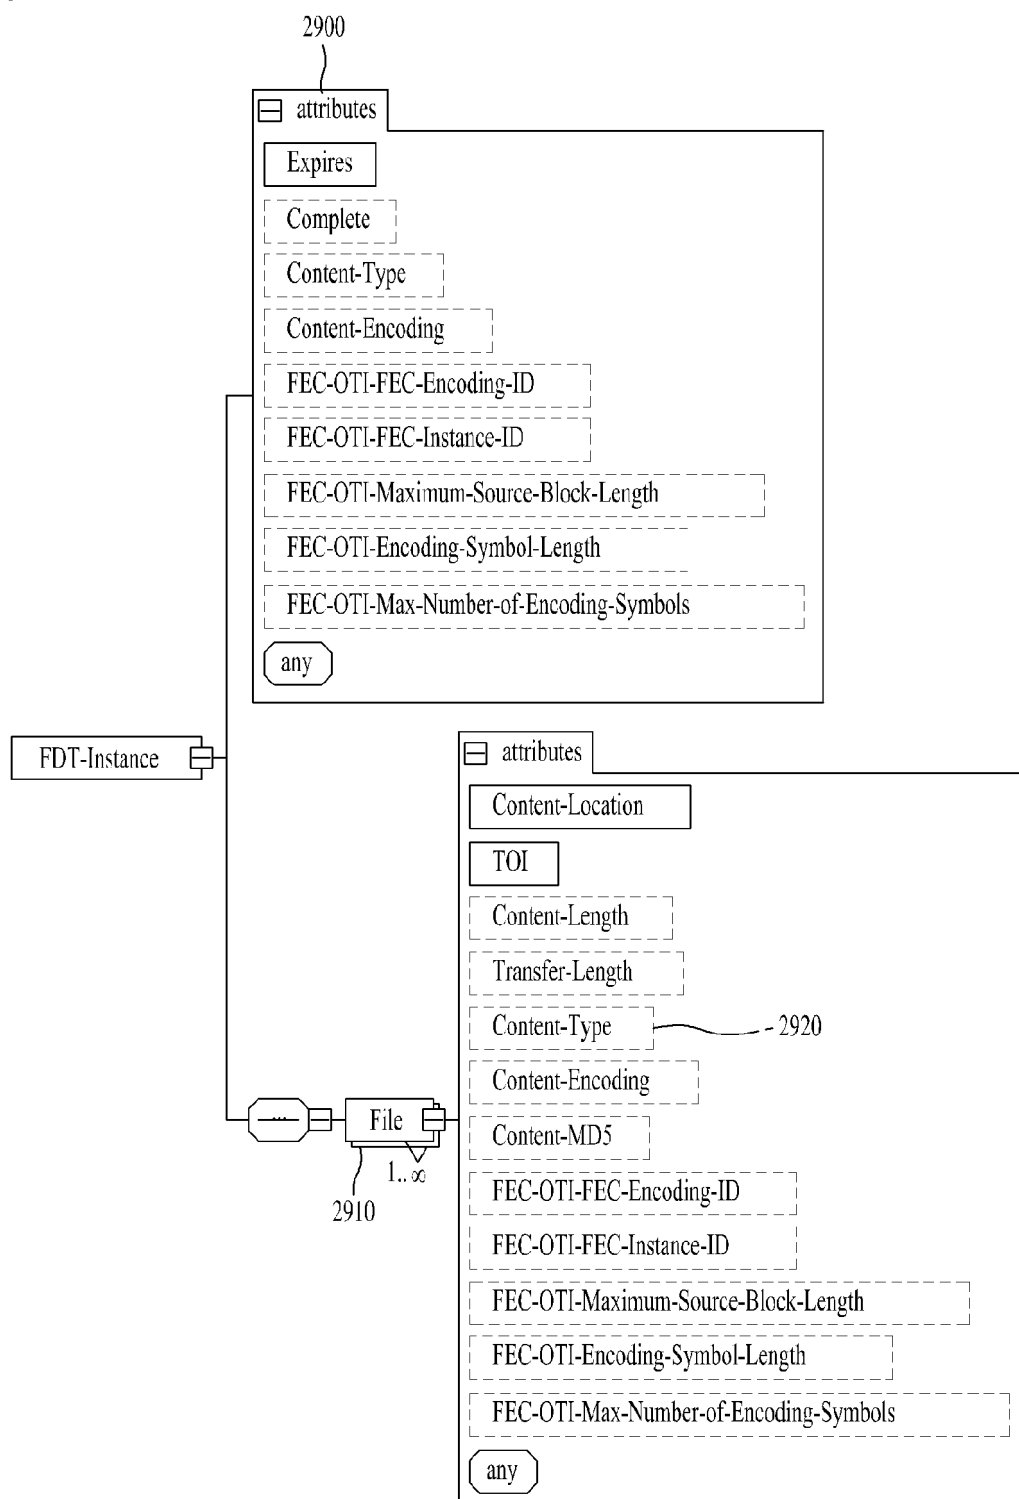 2900
attributes
Expires
Complete
Content-Type
Content-Encoding
FEC-OTI-FEC-Encoding-ID
FEC-OTI-FEC-Instance-ID
FEC-OTI-Maximum-Source-Block-Length
FEC-OTI-Encoding-Symbol-Length
FEC-OTI-Max-Number-of-Encoding-Symbols
any
FDT-Instance
attributes
Content-Location
TOI
Content-Length
Transfer-Length
Content-Type 2920
Content-Encoding
... File
Content-MD5
1..∞
2910
FEC-OTI-FEC-Encoding-ID
FEC-OTI-FEC-Instance-ID
FEC-OTI-Maximum-Source-Block-Length
FEC-OTI-Encoding-Symbol-Length
FEC-OTI-Max-Number-of-Encoding-Symbols
any